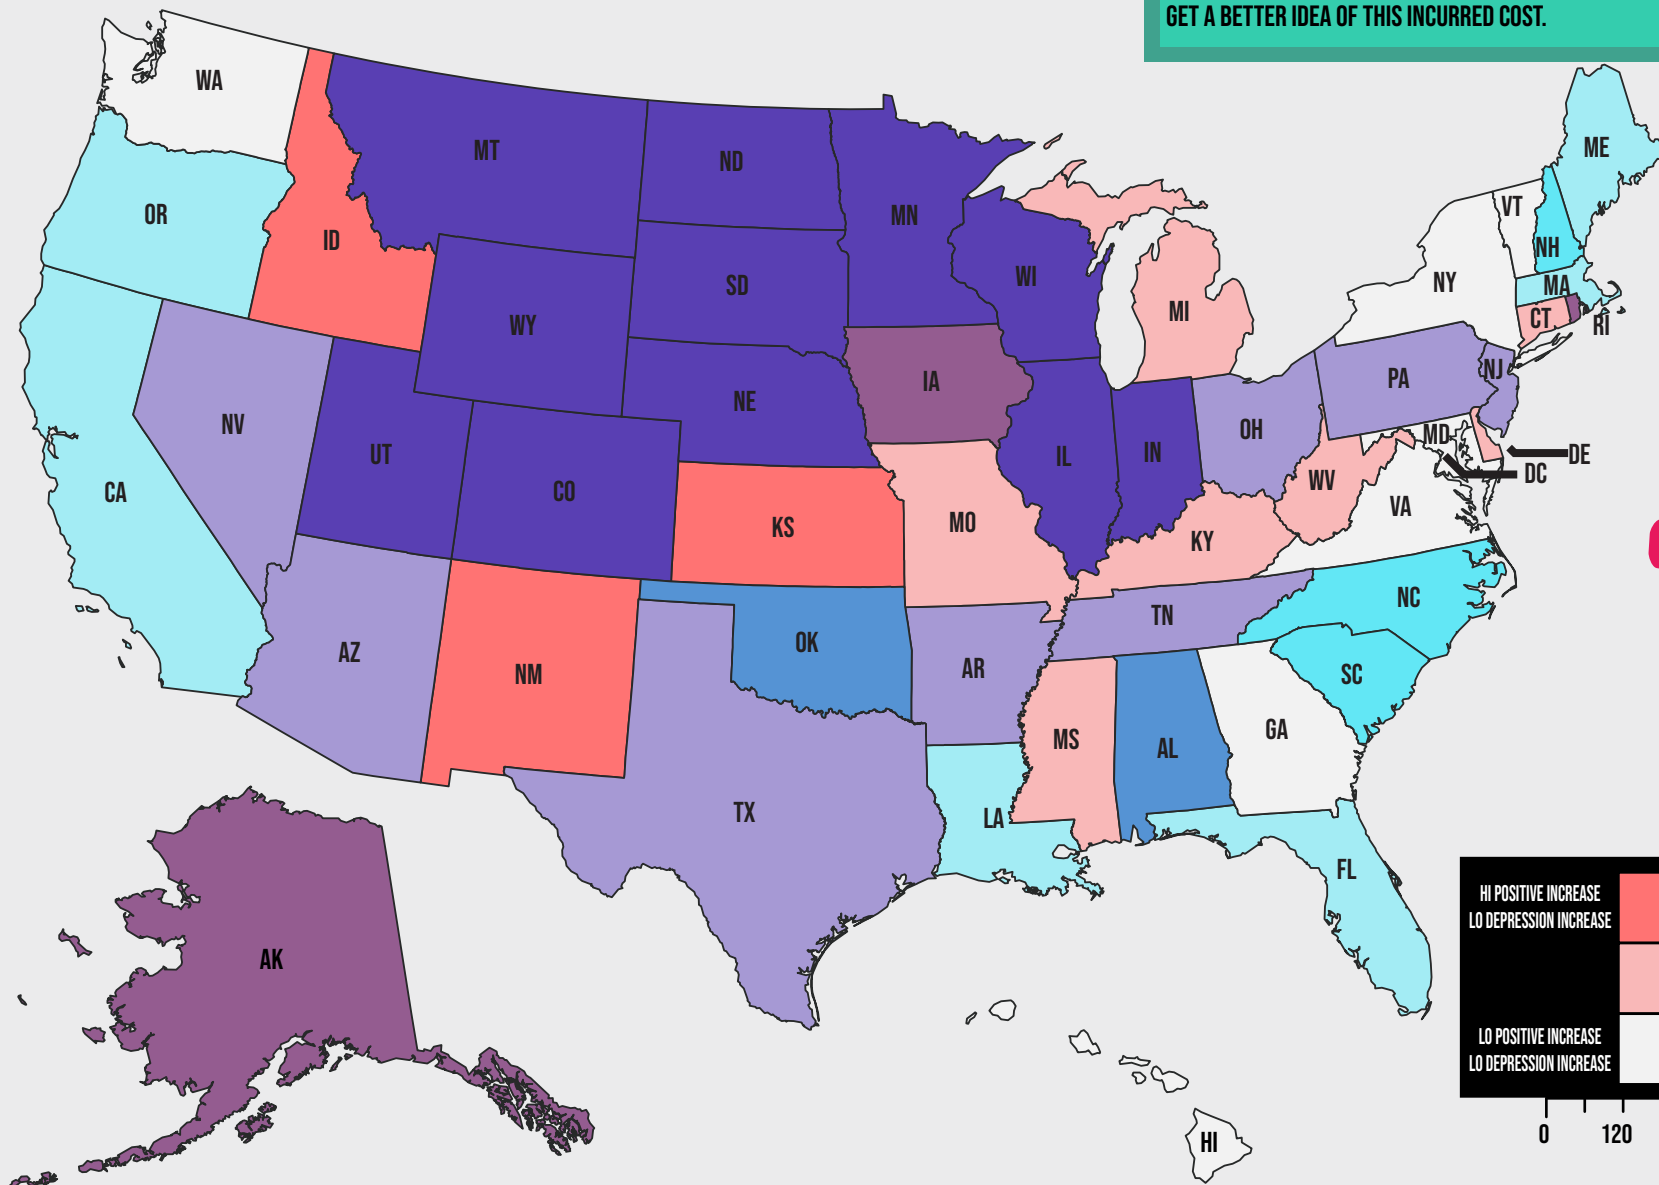 GET A BETTER IDEA OF THIS INCURRED COST.
WA
MT
ND
MN
ME
OR
ID
SD
WI
VT
NH
NY
MA
WY
MI
CT
RI
IA
PA
NJ
NE
NV
UT
IL
IN
OH
MD
DE
DC
CA
CO
KS
MO
WV
VA
KY
NC
TN
AZ
NM
OK
AR
SC
MS
AL
GA
TX
LA
FL
AK
HI
HI POSITIVE INCREASE
LO DEPRESSION INCREASE
LO POSITIVE INCREASE
LO DEPRESSION INCREASE
0 120